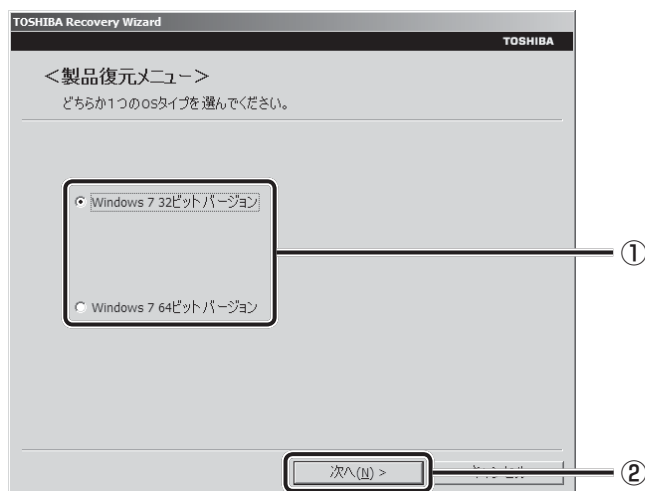 TOSHIBA Recovery Wizard
TOSHIBA
＜製品復元メニュー＞
どちらか1つのOSタイプを選んでください。
Windows 7 32ビットバージョン
①
Windows 7 64ビットバージョン
次へ(N) >
②